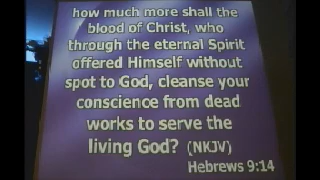 how much more shall the
blood of Christ, who
through the eternal Spirit
offered Himself without
spot to God, cleanse your
conscience from dead
works to serve the
living God? (NKJV)
Hebrews 9:14